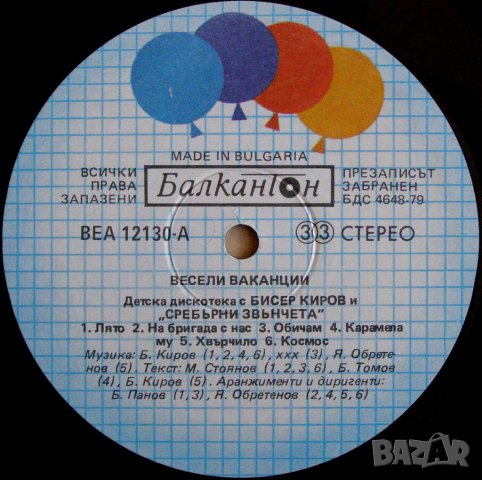 MADE IN BULGARIA
ВСИЧКИ
ПРАВА
ЗАПАЗЕНИ
Балкантон
ПРЕЗАПИСЪТ
ЗАБРАНЕН
БДС 4648-79
ВЕА 12130-А
33 СТЕРЕО
ВЕСЕЛИ ВАКАНЦИИ
Детска дискотека с БИСЕР КИРОВ и
„СРЕБЪРНИ ЗВЪНЧЕТА"
1. Лято 2. На бригада с нас 3. Обичам 4. Карамела
му 5. Хвърчило 6. Космос
Музика: Б. Киров (1, 2, 4, 6), ххх (3), Я. Обрете-
нов (5). Текст: М. Стоянов (1, 2, 3, 6), Б. Томов
(4), Б. Киров (5). Аранжименти и диригенти:
Б. Панов (1, 3), Я. Обретенов (2, 4, 5, 6)
BAZAR